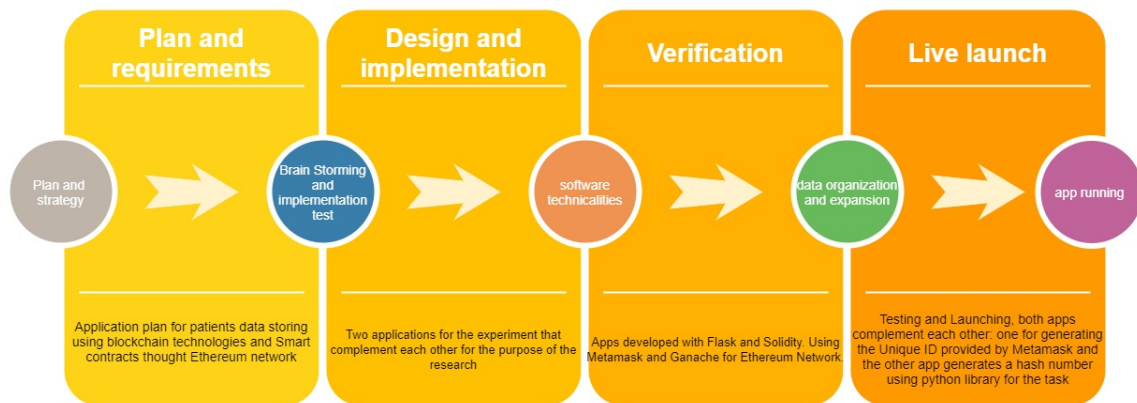 Plan and
requirements
Design and
implementation
Verification
Live launch
Plan and
strategy
Brain Storming
and
implementation
test
software
technicalities
data organization
and expansion
app running
Application plan for patients data storing
using blockchain technologies and Smart
contracts thought Ethereum network
Two applications for the experiment that
complement each other for the purpose of the
research
Apps developed with Flask and Solidity. Using
Metamask and Ganache for Ethereum Network.
Testing and Launching, both apps
complement each other: one for generating
the Unique ID provided by Metamask and
the other app generates a hash number
using python library for the task